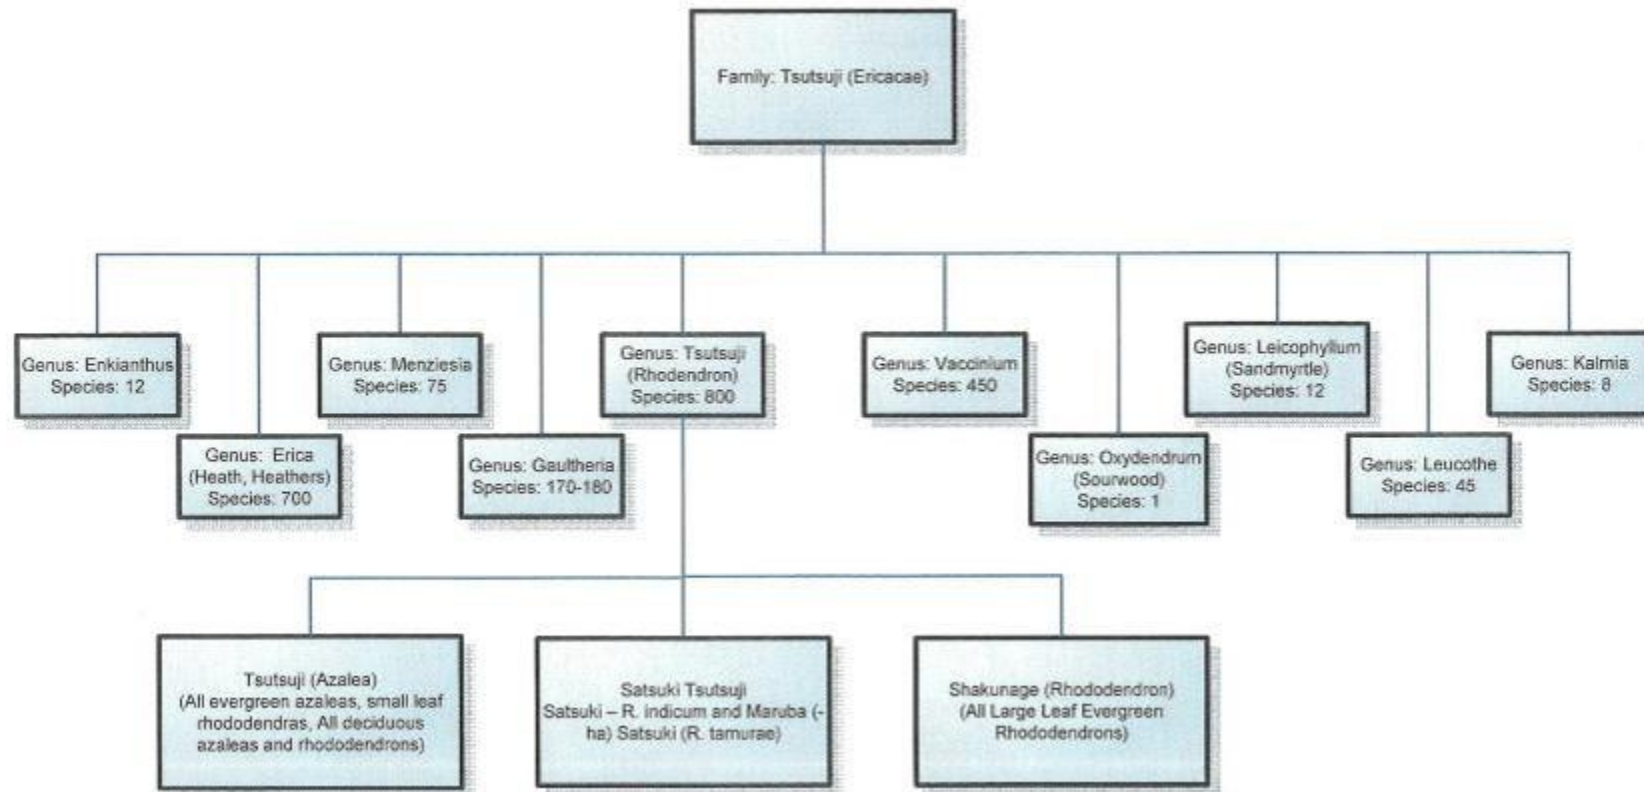 Family: Tsutsuji (Ericacae)
Genus: Enkianthus
Species: 12
Genus: Erica
(Heath, Heathers)
Species: 700
Genus: Menziesia
Species: 75
Genus: Gaultheria
Species: 170-180
Genus: Tsutsuji
(Rhodendron)
Species: 800
Genus: Vaccinium
Species: 450
Genus: Oxydendrum
(Sourwood)
Species: 1
Genus: Leicophyllum
(Sandmyrtle)
Species: 12
Genus: Leucothe
Species: 45
Genus: Kalmia
Species: 8
Tsutsuji (Azalea)
(All evergreen azaleas, small leaf
rhododendras, All deciduous
azaleas and rhododendrons)
Satsuki Tsutsuji
Satsuki – R. indicum and Maruba (-
ha) Satsuki (R. tamurae)
Shakunage (Rhododendron)
(All Large Leaf Evergreen
Rhododendrons)